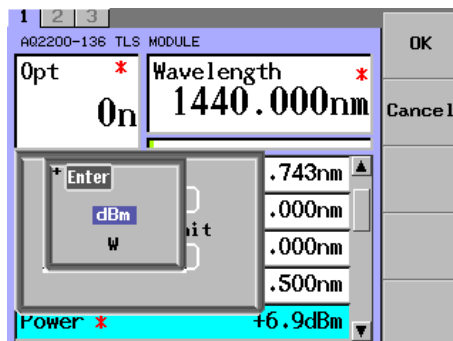 1 2 3
AQ2200-136 TLS MODULE
OK
Opt *
On
Wavelength *
1440.000nm
Cancel
* Enter
dBm
W
.743nm
.000nm
.000nm
.500nm
Power * +6.9dBm